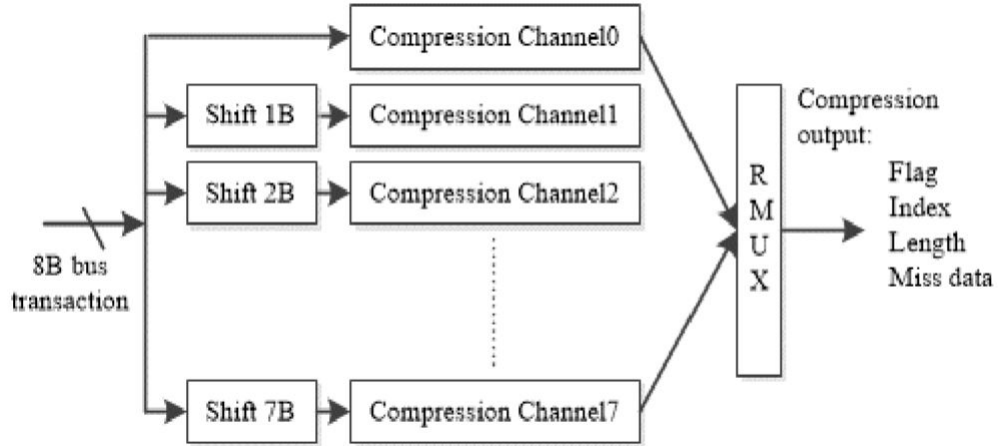 Compression Channel0
Shift 1B
Compression Channel1
Shift 2B
Compression Channel2
8B bus
transaction
Shift 7B
Compression Channel7
R
M
U
X
Compression
output:
Flag
Index
Length
Miss data